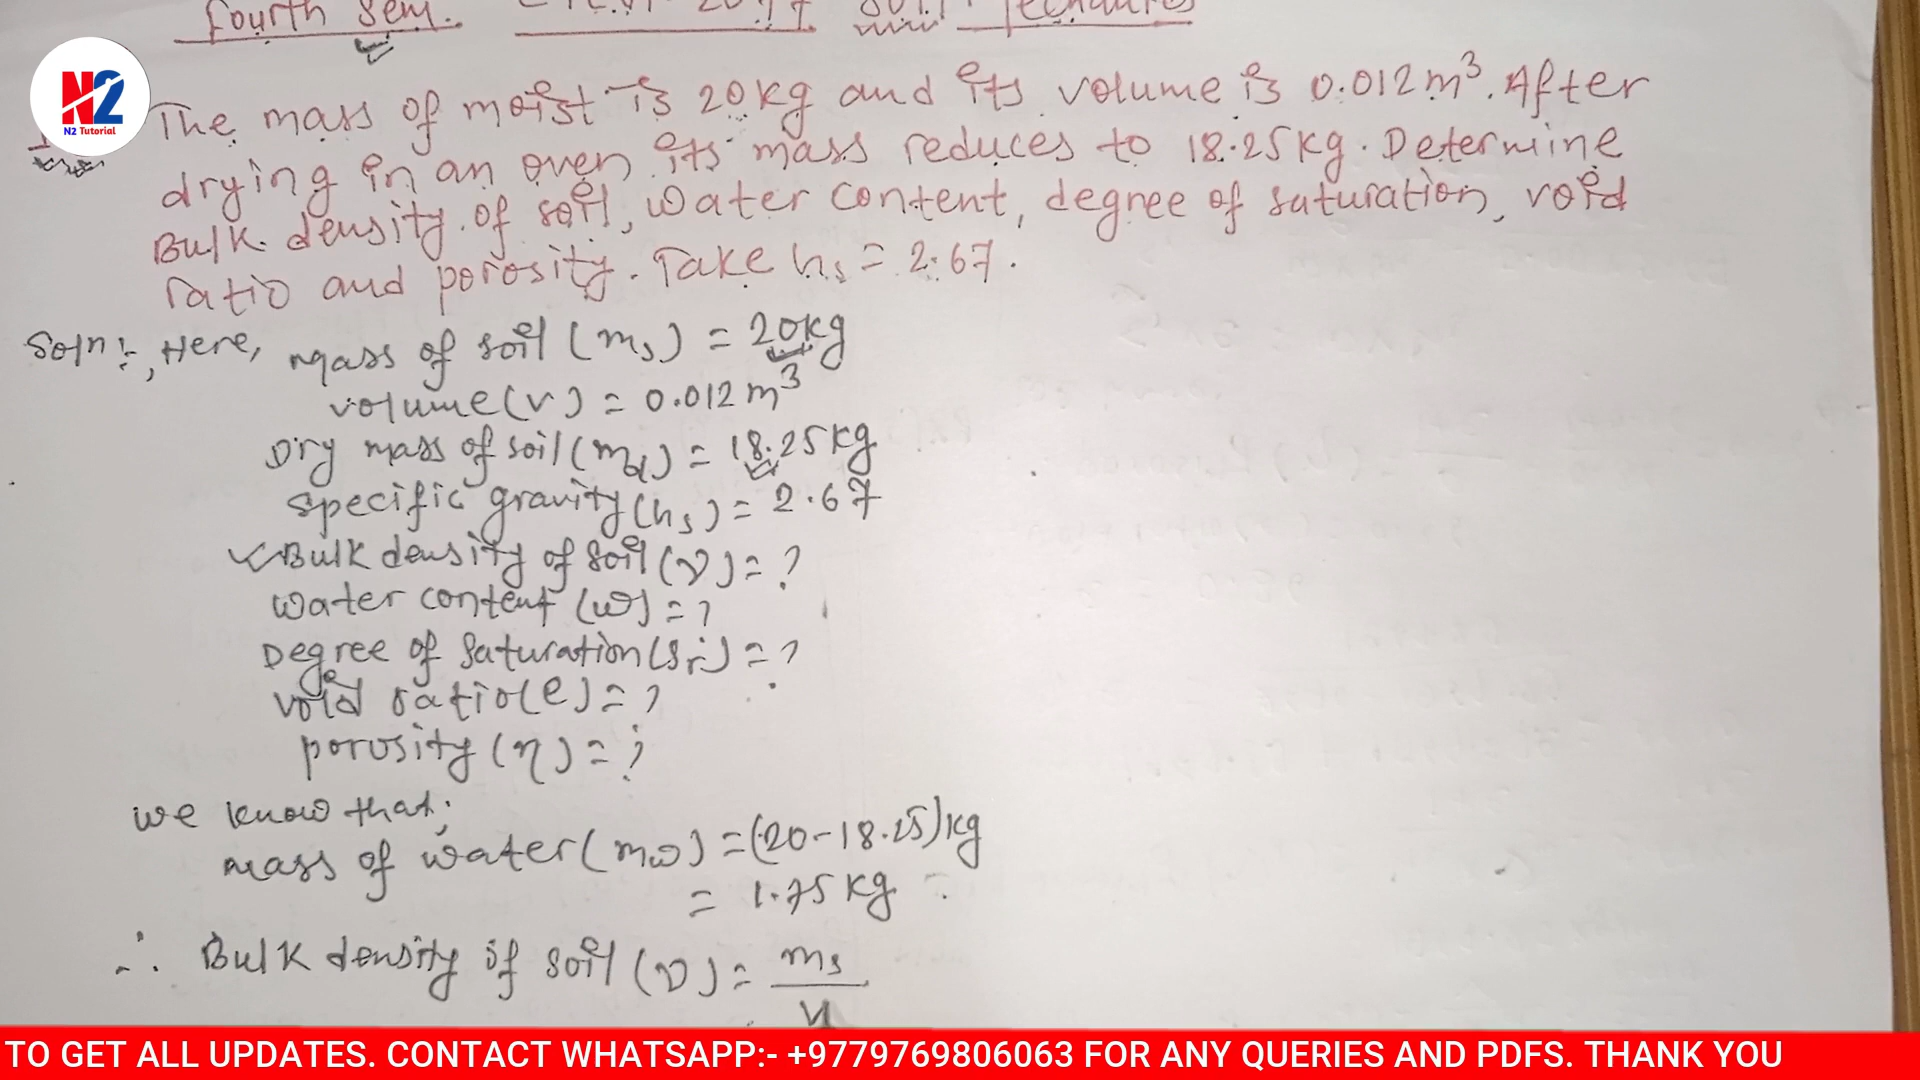 Fourth Sem.
N2
N2 Tutorial
The mass of moist is 20kg and its volume is 0.012m³. After
drying in an oven its mass reduces to 18.25kg. Determine
Bulk density of soil, water content, degree of saturation, void
ratio and porosity. Take hs = 2.67.
Soln:-, Here, mass of soil (ms) = 20kg
volume(v) = 0.012 m³
Dry mass of soil (md) = 18.25kg
specific gravity (hs) = 2.67
Bulk density of soil (γ) = ?
water content (w) = ?
Degree of Saturation (Sr) = ?
void ratio (e) = ?
porosity (η) = ?
we know that,
mass of water (mw) = (20-18.25)kg
= 1.75 kg
∴ Bulk density of soil (γ) = ms
v
TO GET ALL UPDATES. CONTACT WHATSAPP:- +9779769806063 FOR ANY QUERIES AND PDFS. THANK YOU